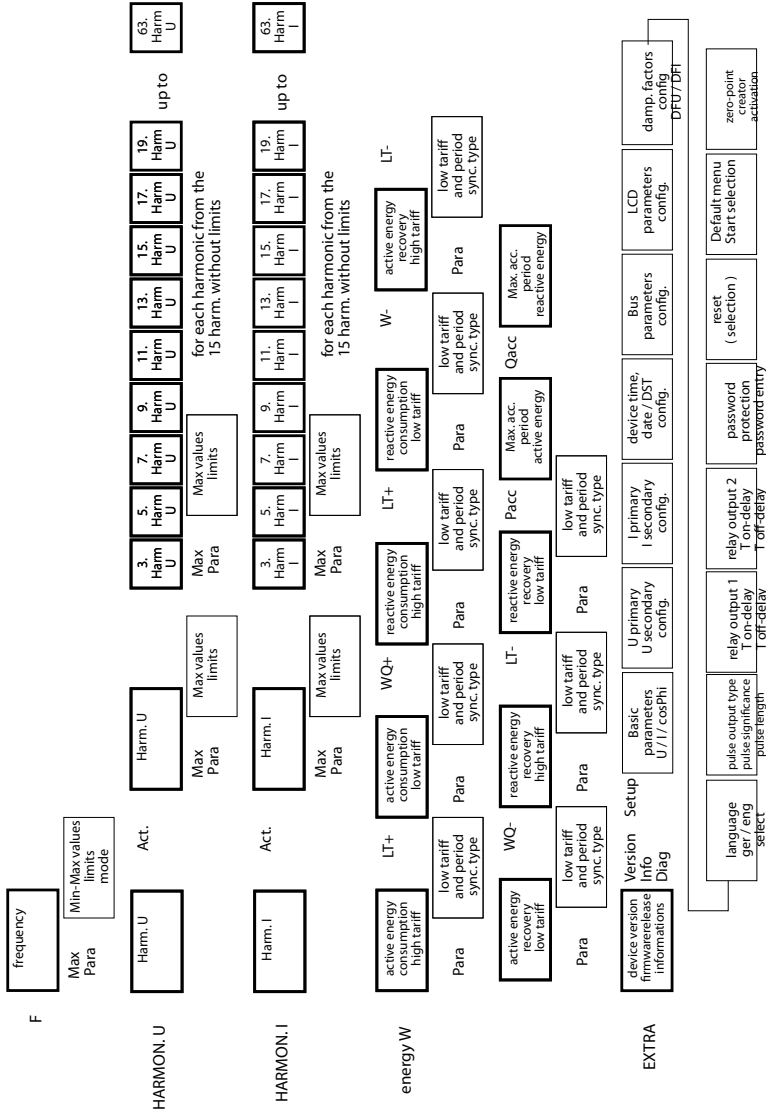 F
frequency
Max
Para
Min-Max values
limits
mode
HARMON. U
Harm. U
Act.
Harm. U
Max
Para
Max values
limits
3.
Harm
U
5.
Harm
U
7.
Harm
U
9.
Harm
U
11.
Harm
U
13.
Harm
U
15.
Harm
U
17.
Harm
U
19.
Harm
U
up to
63.
Harm
U
Max
Para
Max values
limits
for each harmonic from the
15 harm. without limits
HARMON. I
Harm. I
Act.
Harm. I
Max
Para
Max values
limits
3.
Harm
I
5.
Harm
I
7.
Harm
I
9.
Harm
I
11.
Harm
I
13.
Harm
I
15.
Harm
I
17.
Harm
I
19.
Harm
I
up to
63.
Harm
I
Max
Para
Max values
limits
for each harmonic from the
15 harm. without limits
energy W
active energy
consumption
high tariff
Para
low tariff
and period
sync. type
LT+
active energy
consumption
low tariff
Para
low tariff
and period
sync. type
WQ+
reactive energy
consumption
high tariff
Para
low tariff
and period
sync. type
LT+
reactive energy
consumption
low tariff
Para
low tariff
and period
sync. type
W-
active energy
recovery
high tariff
Para
low tariff
and period
sync. type
LT-
active energy
recovery
low tariff
Para
low tariff
and period
sync. type
WQ-
reactive energy
recovery
high tariff
Para
low tariff
and period
sync. type
LT-
reactive energy
recovery
low tariff
Para
low tariff
and period
sync. type
Pacc
Max. acc.
period
active energy
Qacc
Max. acc.
period
reactive energy
EXTRA
device version
firmwarerelease
informations
Version
Info
Diag
Setup
Basic
parameters
U / I / cosPhi
U primary
U secondary
config.
I primary
I secondary
config.
device time,
date / DST
config.
Bus
parameters
config.
LCD
parameters
config.
damp. factors
config
DFU / DFI
language
ger / eng
select
pulse output type
pulse significance
pulse length
relay output 1
T on-delay
T off-delay
relay output 2
T on-delay
T off-delay
password
protection
password entry
reset
( selection )
Default menu
Start selection
zero-point
creator
activation